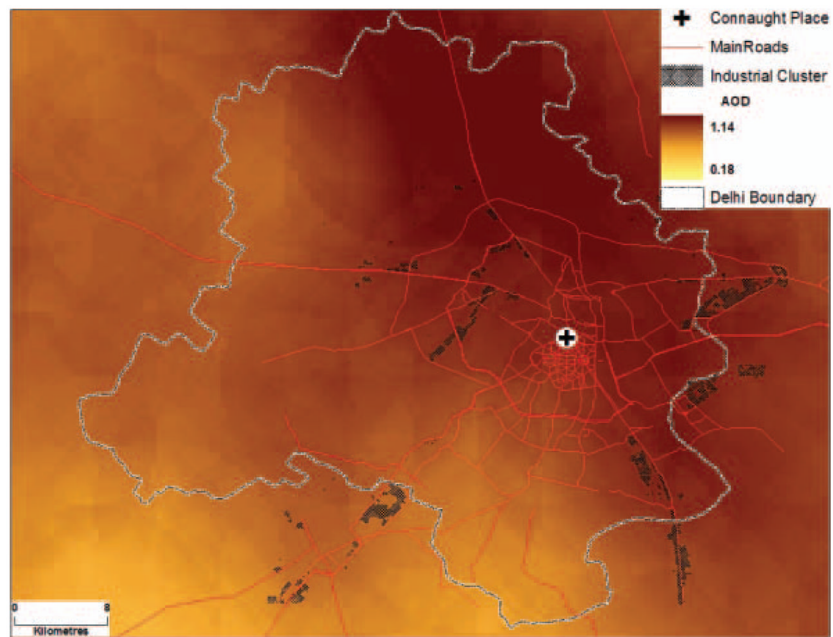 Connaught Place
MainRoads
Industrial Cluster
AOD
1.14
0.18
Delhi Boundary
0 8
Kilometres